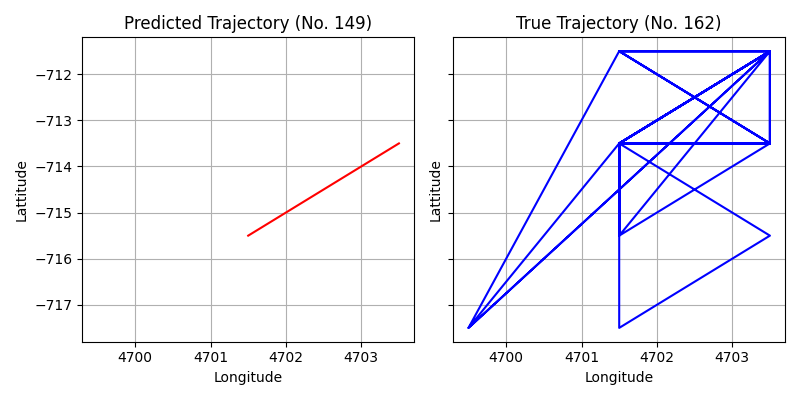 Predicted Trajectory (No. 149)
True Trajectory (No. 162)
−712
−713
−714
−715
−716
−717
Lattitude
Lattitude
4700
4701
4702
4703
4700
4701
4702
4703
Longitude
Longitude